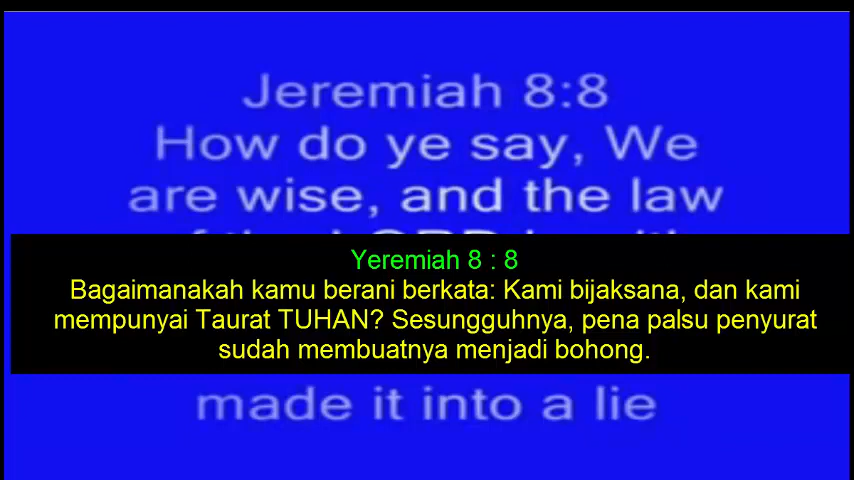 Jeremiah 8:8
How do ye say, We
are wise, and the law
Yeremiah 8 : 8
Bagaimanakah kamu berani berkata: Kami bijaksana, dan kami
mempunyai Taurat TUHAN? Sesungguhnya, pena palsu penyurat
sudah membuatnya menjadi bohong.
made it into a lie